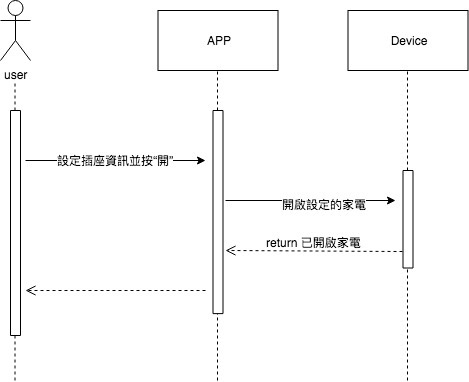 APP
Device
user
設定插座資訊並按“開”
開啟設定的家電
return 已開啟家電